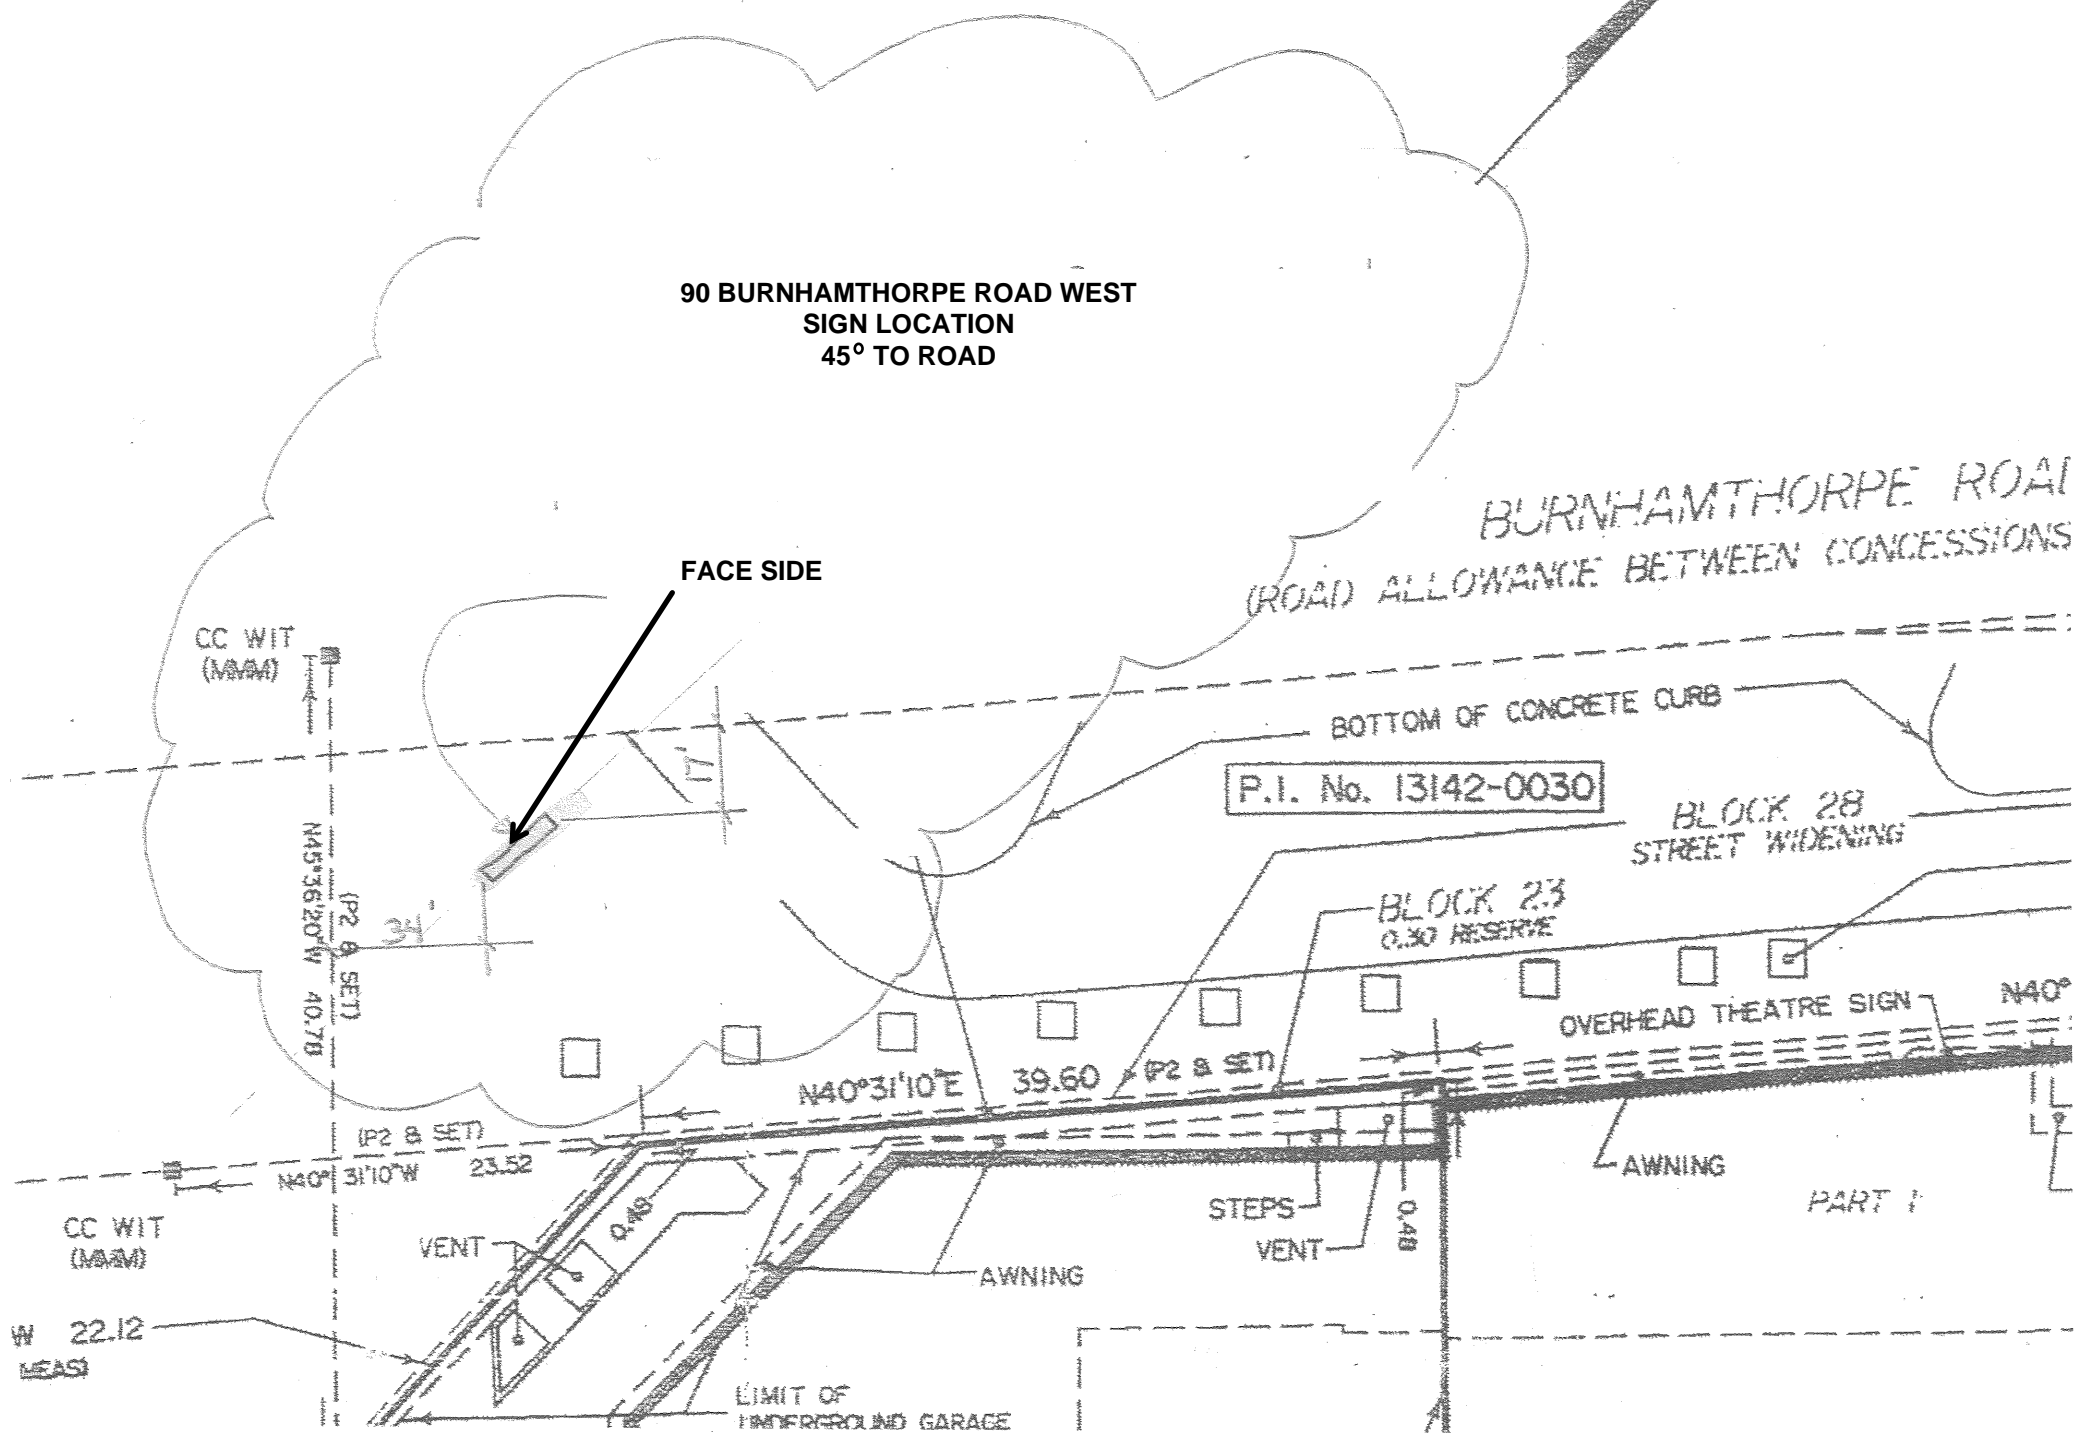 90 BURNHAMTHORPE ROAD WEST
SIGN LOCATION
45° TO ROAD
BURNHAMTHORPE ROAD
(ROAD ALLOWANCE BETWEEN CONCESSIONS
FACE SIDE
CC WIT
(MMM)
BOTTOM OF CONCRETE CURB
17'
P.I. No. 13142-0030
BLOCK 28
STREET WIDENING
BLOCK 23
0.30 RESERVE
34'
N45°36'20"W 40.78
(P2 & SET)
OVERHEAD THEATRE SIGN
N40°
N40°31'10"E 39.60 (P2 & SET)
(P2 & SET)
N40° 31'10"W 23.52
CC WIT
(MMM)
VENT
AWNING
STEPS
VENT
0.48
AWNING
PART 1
W 22.12
MEAS)
LIMIT OF
UNDERGROUND GARAGE